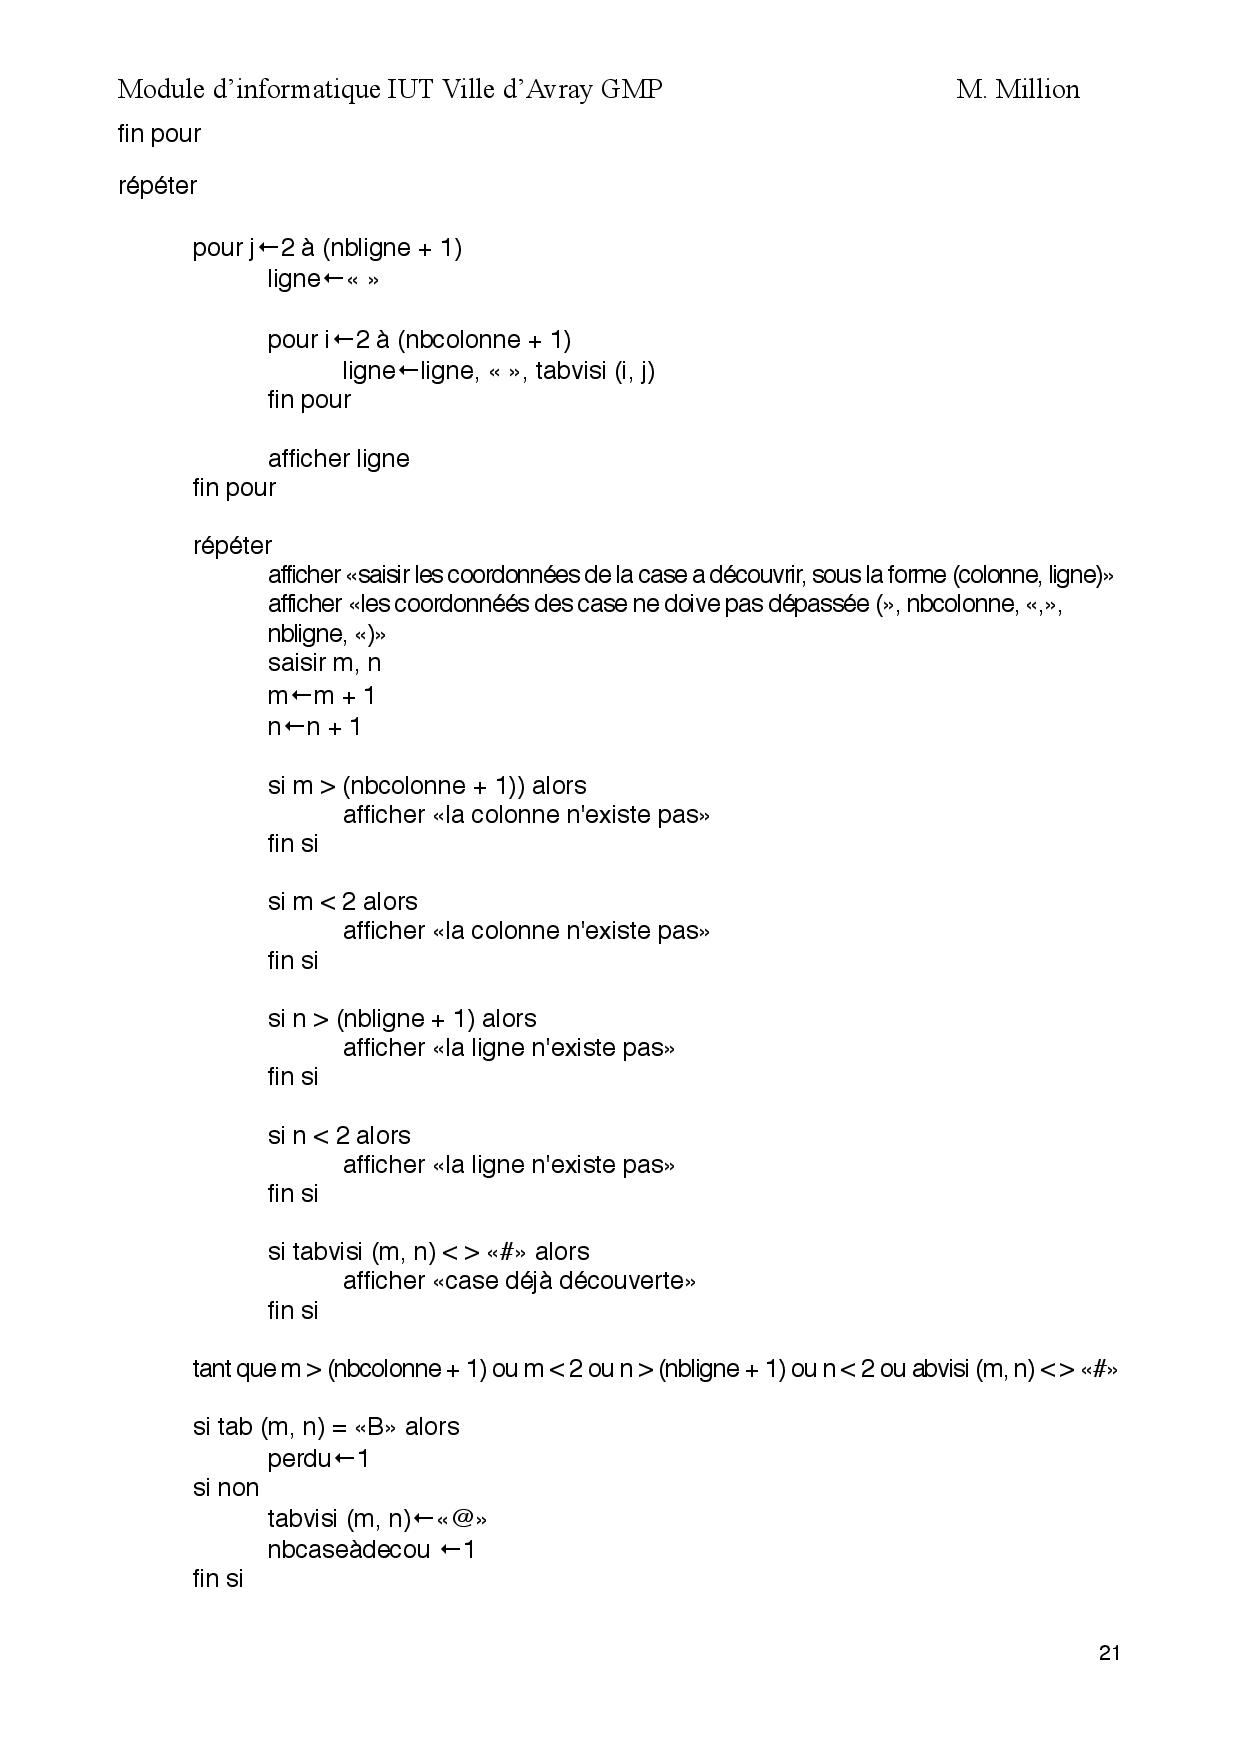 Module d'informatique IUT Ville d'Avray GMP M. Million
fin pour
répéter
pour j←2 à (nbligne + 1)
ligne←« »
pour i←2 à (nbcolonne + 1)
ligne←ligne, « », tabvisi (i, j)
fin pour
afficher ligne
fin pour
répéter
afficher «saisir les coordonnées de la case a découvrir, sous la forme (colonne, ligne)»
afficher «les coordonnéés des case ne doive pas dépassée (», nbcolonne, «,»,
nbligne, «)»
saisir m, n
m←m + 1
n←n + 1
si m > (nbcolonne + 1)) alors
afficher «la colonne n'existe pas»
fin si
si m < 2 alors
afficher «la colonne n'existe pas»
fin si
si n > (nbligne + 1) alors
afficher «la ligne n'existe pas»
fin si
si n < 2 alors
afficher «la ligne n'existe pas»
fin si
si tabvisi (m, n) < > «#» alors
afficher «case déjà découverte»
fin si
tant que m > (nbcolonne + 1) ou m < 2 ou n > (nbligne + 1) ou n < 2 ou abvisi (m, n) < > «#»
si tab (m, n) = «B» alors
perdu←1
si non
tabvisi (m, n)←«@»
nbcaseàdecou ←1
fin si
21